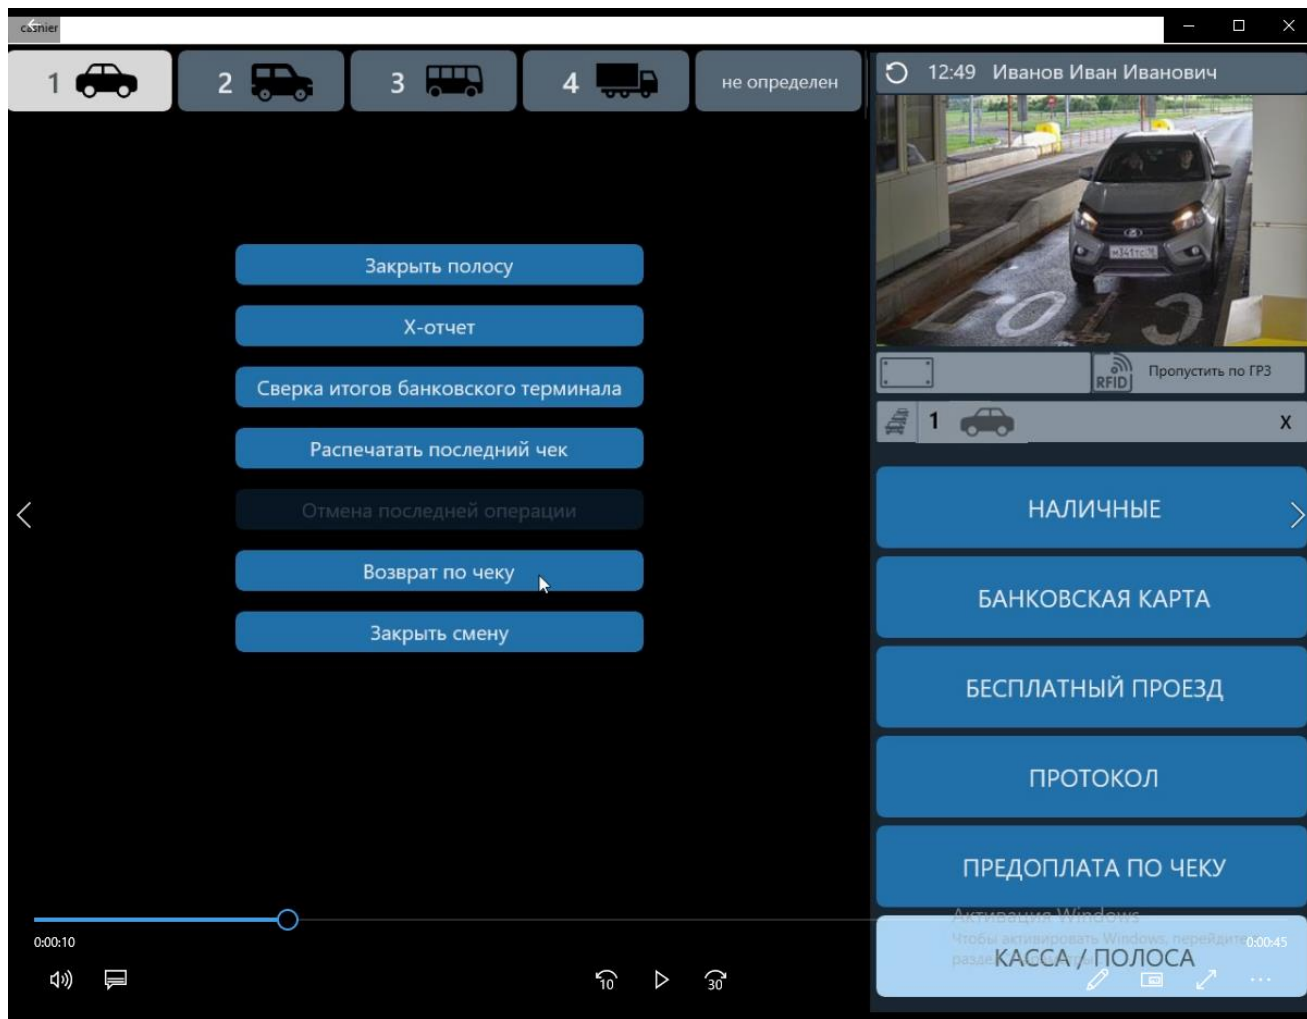 cashier
1
2
3
4
не определен
12:49 Иванов Иван Иванович
Закрыть полосу
X-отчет
Сверка итогов банковского терминала
Распечатать последний чек
Отмена последней операции
Возврат по чеку
Закрыть смену
RFID
Пропустить по ГРЗ
1
X
НАЛИЧНЫЕ
БАНКОВСКАЯ КАРТА
БЕСПЛАТНЫЙ ПРОЕЗД
ПРОТОКОЛ
ПРЕДОПЛАТА ПО ЧЕКУ
Активация Windows
Чтобы активировать Windows, перейдите
раздел
КАССА / ПОЛОСА
0:00:10
0:00:45
10
30